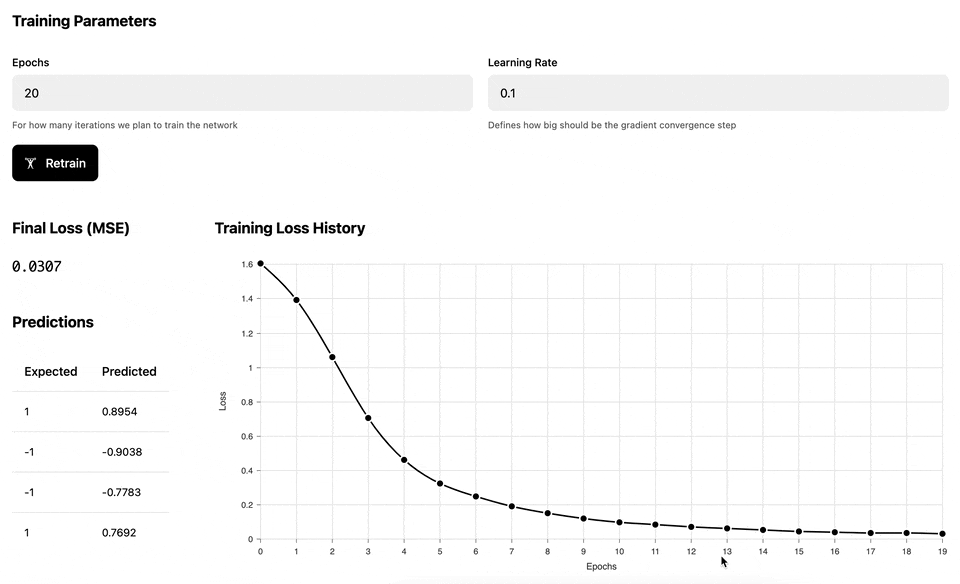 Training Parameters
Epochs
Learning Rate
20
0.1
For how many iterations we plan to train the network
Defines how big should be the gradient convergence step
Retrain
Final Loss (MSE)
0.0307
Predictions
Expected Predicted
1 0.8954
-1 -0.9038
-1 -0.7783
1 0.7692
Training Loss History
1.6
1.4
1.2
1
0.8
0.6
0.4
0.2
0
Loss
0 1 2 3 4 5 6 7 8 9 10 11 12 13 14 15 16 17 18 19
Epochs